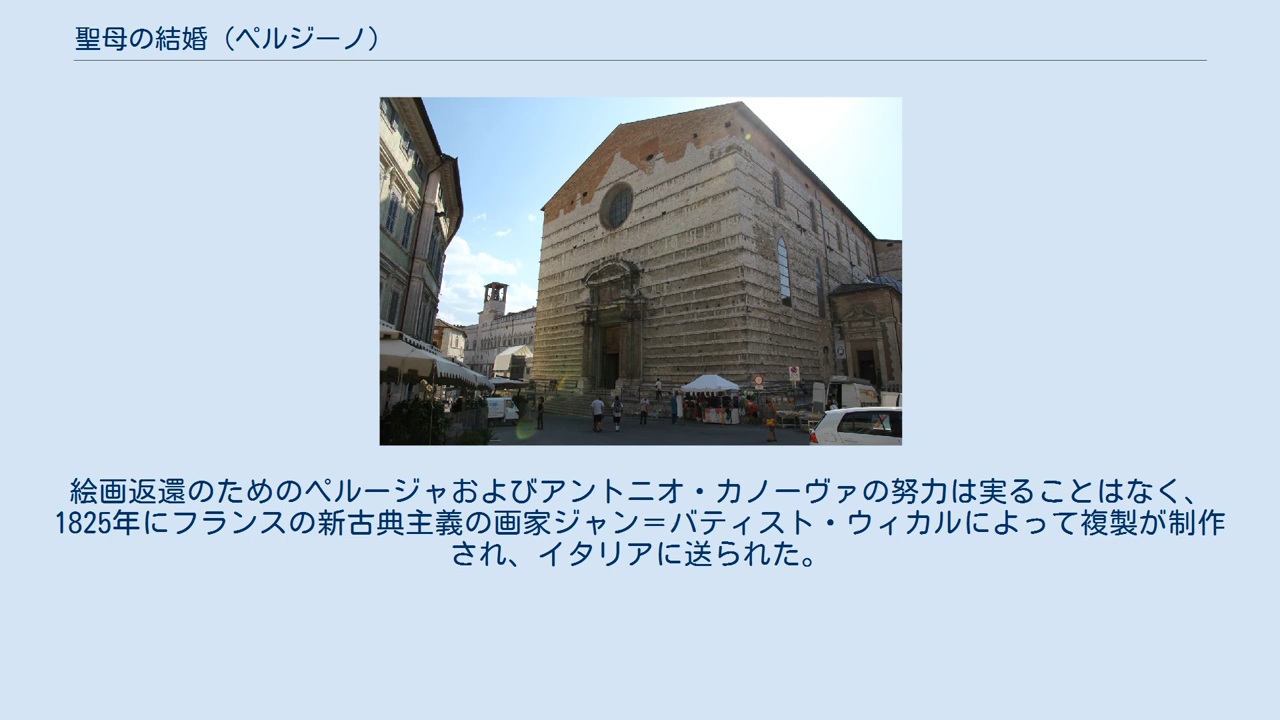 聖母の結婚（ペルジーノ）
絵画返還のためのペルージャおよびアントニオ・カノーヴァの努力は実ることはなく、
1825年にフランスの新古典主義の画家ジャン＝バティスト・ウィカルによって複製が制作
され、イタリアに送られた。